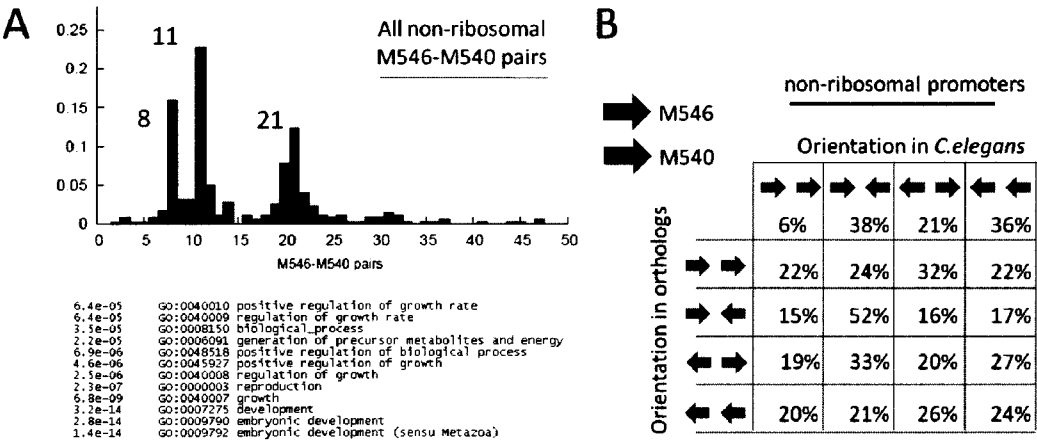 A
B
0.25
0.2
0.15
0.1
0.05
0
11
8
21
All non-ribosomal
M546-M540 pairs
0 5 10 15 20 25 30 35 40 45 50
M546-M540 pairs
6.4e-05 GO:0040010 positive regulation of growth rate
6.4e-05 GO:0040009 regulation of growth rate
3.5e-05 GO:0008150 biological_process
2.2e-05 GO:0006091 generation of precursor metabolites and energy
6.9e-06 GO:0048518 positive regulation of biological process
4.6e-06 GO:0045927 positive regulation of growth
2.5e-06 GO:0040008 regulation of growth
2.3e-07 GO:0000003 reproduction
6.8e-09 GO:0040007 growth
3.2e-14 GO:0007275 development
2.8e-14 GO:0009790 embryonic development
1.4e-14 GO:0009792 embryonic development (sensu Metazoa)
non-ribosomal promoters
M546
M540
Orientation in C.elegans
Orientation in orthologs
6% 38% 21% 36%
22% 24% 32% 22%
15% 52% 16% 17%
19% 33% 20% 27%
20% 21% 26% 24%